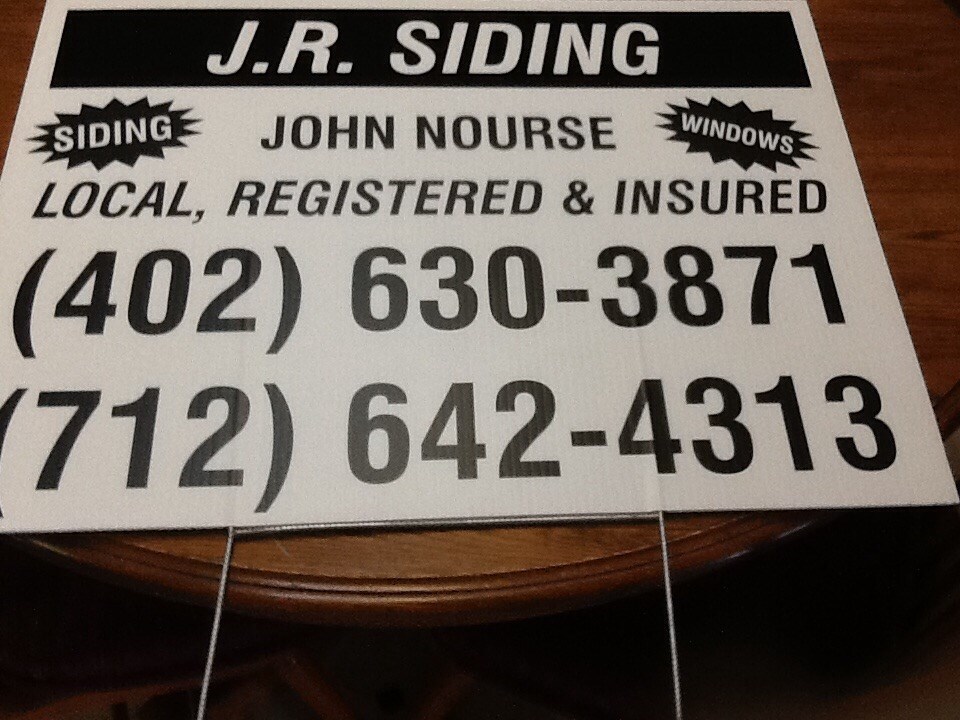 J.R. SIDING
SIDING JOHN NOURSE WINDOWS
LOCAL, REGISTERED & INSURED
(402) 630-3871
(712) 642-4313